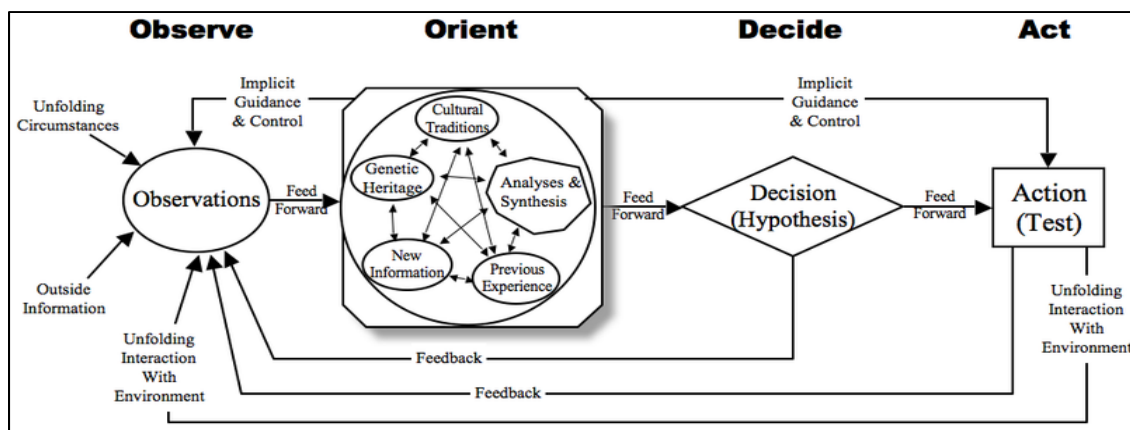 Observe
Orient
Decide
Act
Implicit
Guidance
& Control
Unfolding
Circumstances
Observations
Outside
Information
Unfolding
Interaction
With
Environment
Feed
Forward
Cultural
Traditions
Genetic
Heritage
Analyses &
Synthesis
New
Information
Previous
Experience
Feed
Forward
Implicit
Guidance
& Control
Decision
(Hypothesis)
Feed
Forward
Action
(Test)
Unfolding
Interaction
With
Environment
Feedback
Feedback